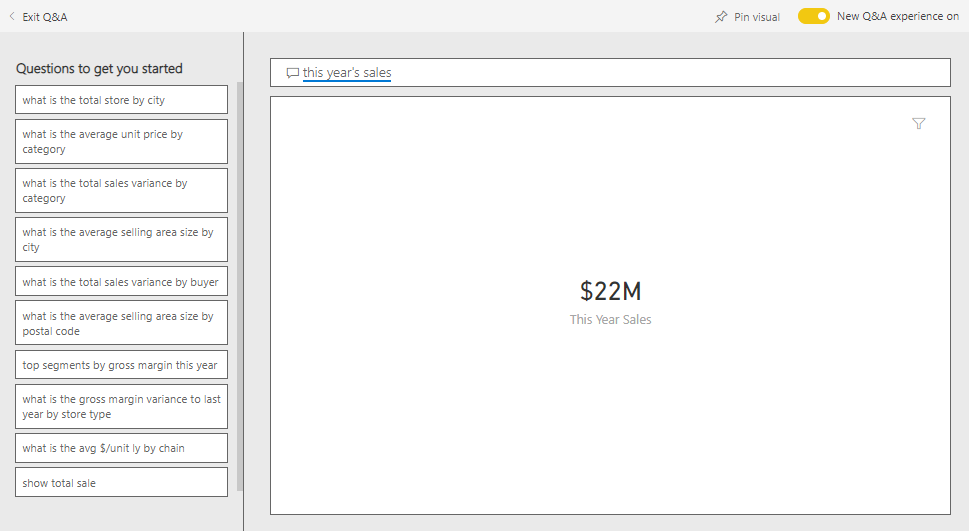 Exit Q&A
Pin visual
New Q&A experience on
Questions to get you started
what is the total store by city
what is the average unit price by
category
what is the total sales variance by
category
what is the average selling area size by
city
what is the total sales variance by buyer
what is the average selling area size by
postal code
top segments by gross margin this year
what is the gross margin variance to last
year by store type
what is the avg $/unit ly by chain
show total sale
this year's sales
$22M
This Year Sales